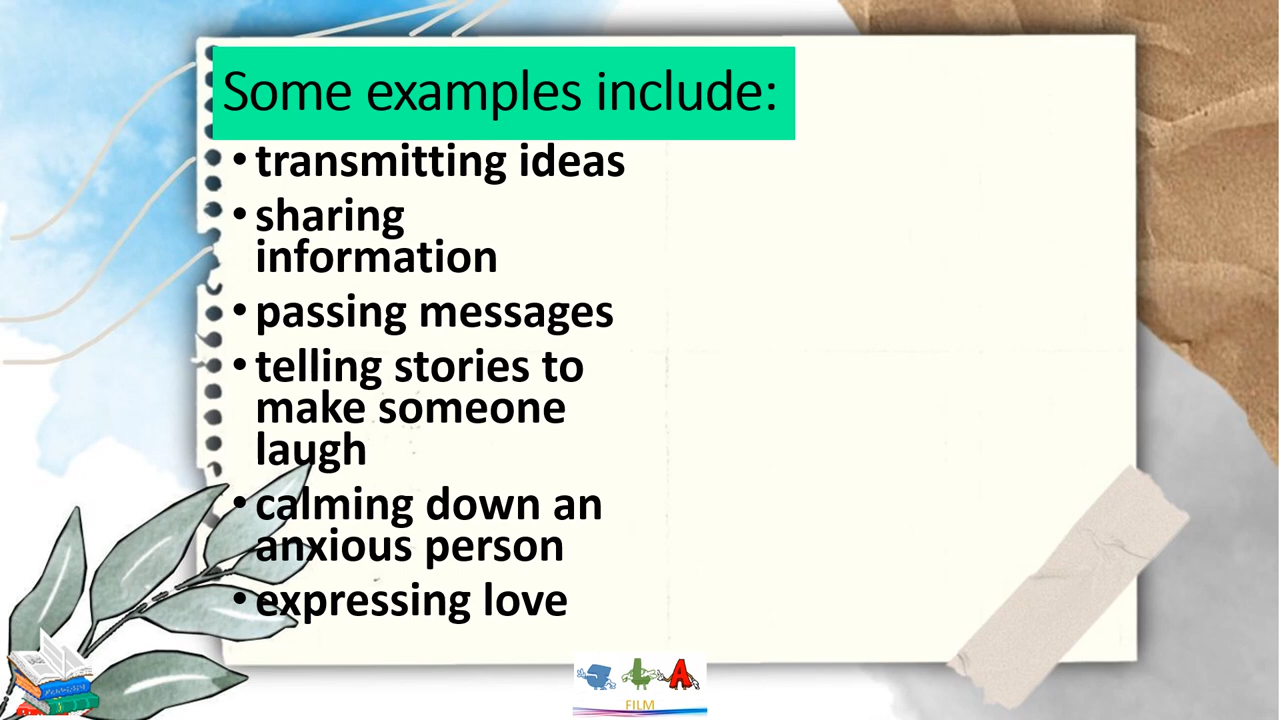 Some examples include:
• transmitting ideas
• sharing
information
• passing messages
• telling stories to
make someone
laugh
• calming down an
anxious person
• expressing love
FILM